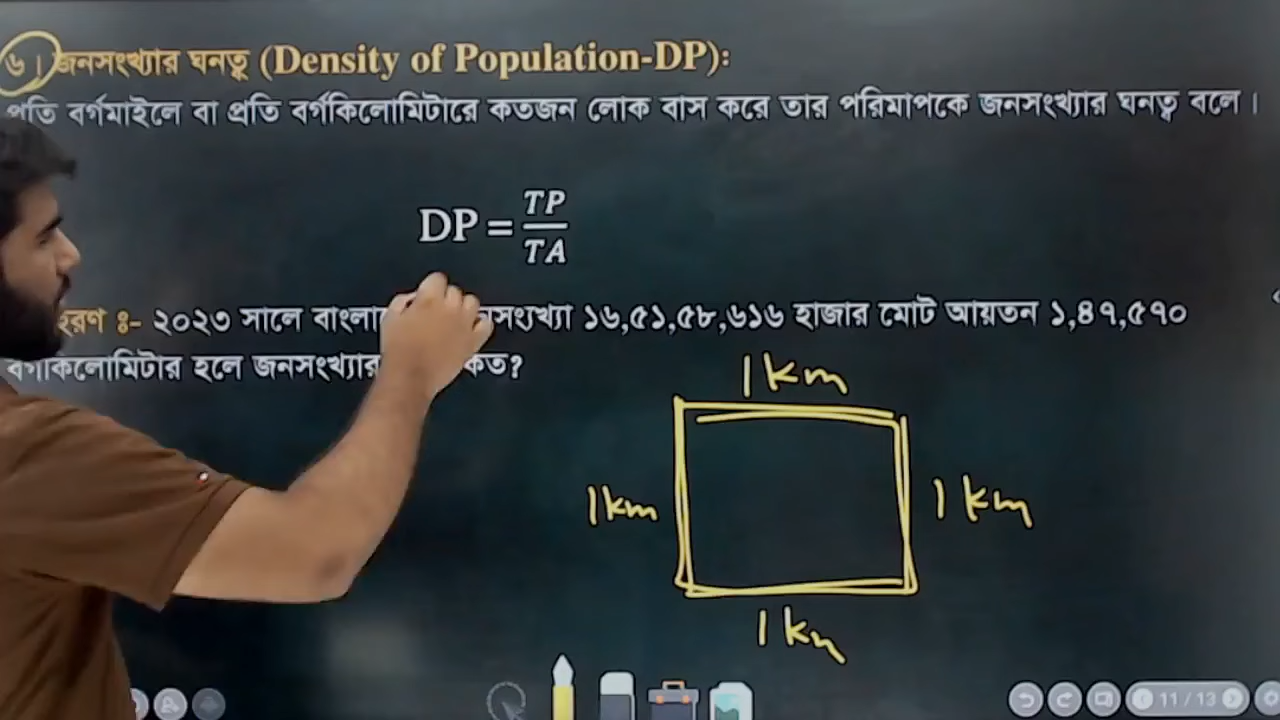 ৬। জনসংখ্যার ঘনত্ব (Density of Population-DP):
প্রতি বর্গমাইলে বা প্রতি বর্গকিলোমিটারে কতজন লোক বাস করে তার পরিমাপকে জনসংখ্যার ঘনত্ব বলে।
DP = TP/TA
হরণ ঃ- ২০২৩ সালে বাংলা নসংখ্যা ১৬,৫১,৫৮,৬১৬ হাজার মোট আয়তন ১,৪৭,৫৭০
বর্গকিলোমিটার হলে জনসংখ্যার কত?
1 km
1 km 1 km
1 km
11 / 13